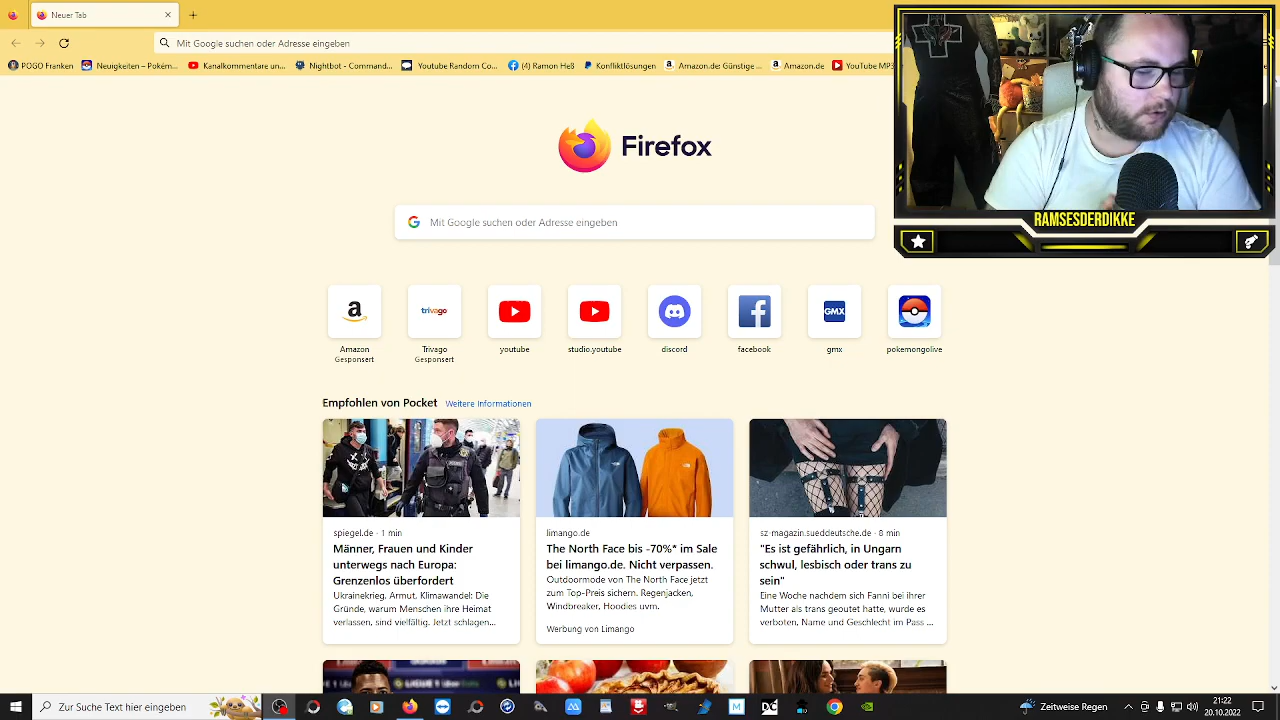 Neuer Tab
Mit Google suchen oder Adresse eingeben
POGO Franken
Neuigkeiten – Pokém...
Kanalkommentare un...
Nightbot - Command...
Youtube Random Co...
(4) Ramon Heß
Konfliktlösungen
Amazon.de Günstige ...
Amazon.de
YouTube MP3
RAMSESDERDIKKE
Firefox
Mit Google suchen oder Adresse eingeben
a
trivago
GMX
Amazon
Trivago
youtube
studio.youtube
discord
facebook
gmx
pokemongolive
Gesponsert
Gesponsert
Empfohlen von Pocket Weitere Informationen
spiegel.de · 1 min
Männer, Frauen und Kinder
unterwegs nach Europa:
Grenzenlos überfordert
Ukrainekrieg, Armut, Klimawandel: Die
Gründe, warum Menschen ihre Heimat
verlassen, sind vielfältig. Jetzt schlagen...
limango.de
The North Face bis -70%* im Sale
bei limango.de. Nicht verpassen.
Outdoormode von The North Face jetzt
zum Top-Preis sichern. Regenjacken,
Windbreaker, Hoodies uvm.
Werbung von Limango
sz-magazin.sueddeutsche.de · 8 min
"Es ist gefährlich, in Ungarn
schwul, lesbisch oder trans zu
sein"
Eine Woche nachdem sich Fanni bei ihrer
Mutter als trans geoutet hatte, wurde es
verboten, Name und Geschlecht im Pass ...
Zur Suche Text hier eingeben
M
DC
Zeitweise Regen
21:22
20.10.2022